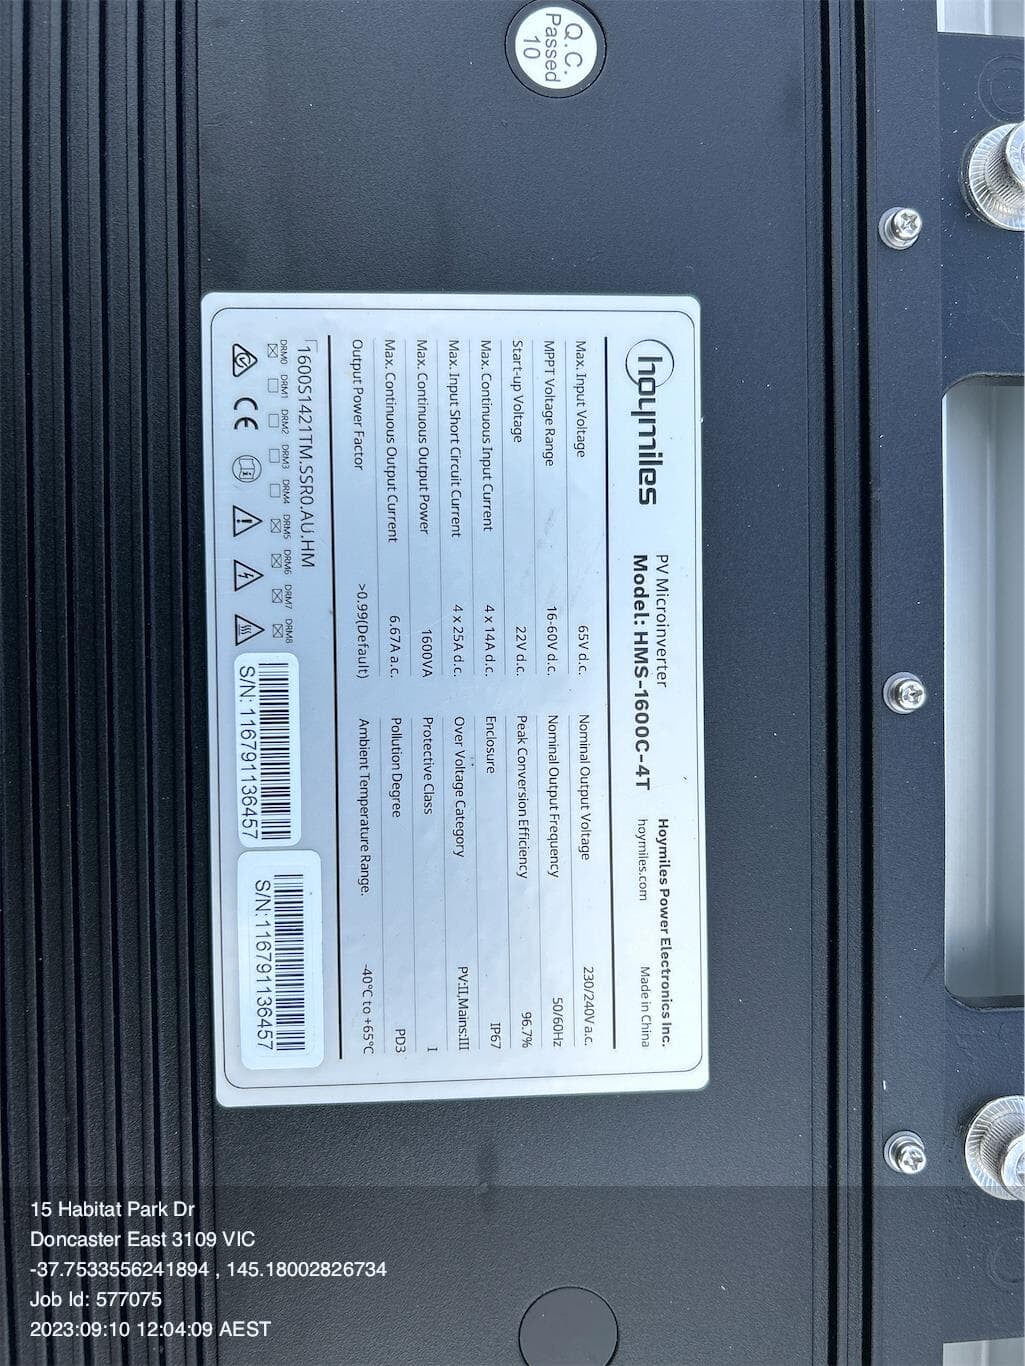 Q.C.
Passed
10
hoymiles
PV Microinverter
Model: HMS-1600C-4T
Hoymiles Power Electronics Inc.
hoymiles.com Made in China
Max. Input Voltage 65V d.c.
MPPT Voltage Range 16-60V d.c.
Start-up Voltage 22V d.c.
Max. Continuous Input Current 4 x 14A d.c.
Max. Input Short Circuit Current 4 x 25A d.c.
Max. Continuous Output Power 1600VA
Max. Continuous Output Current 6.67A a.c.
Output Power Factor >0.99(Default)
Nominal Output Voltage 230/240V a.c.
Nominal Output Frequency 50/60Hz
Peak Conversion Efficiency 96.7%
Enclosure IP67
Over Voltage Category PV:II,Mains:III
Protective Class I
Pollution Degree PD3
Ambient Temperature Range. -40°C to +65°C
1600S1421TM.SSR0.AU.HM
DRM0 DRM1 DRM2 DRM3 DRM4 DRM5 DRM6 DRM7 DRM8
CE
S/N: 116791136457
S/N:116791136457
15 Habitat Park Dr
Doncaster East 3109 VIC
-37.7533556241894 , 145.18002826734
Job Id: 577075
2023:09:10 12:04:09 AEST